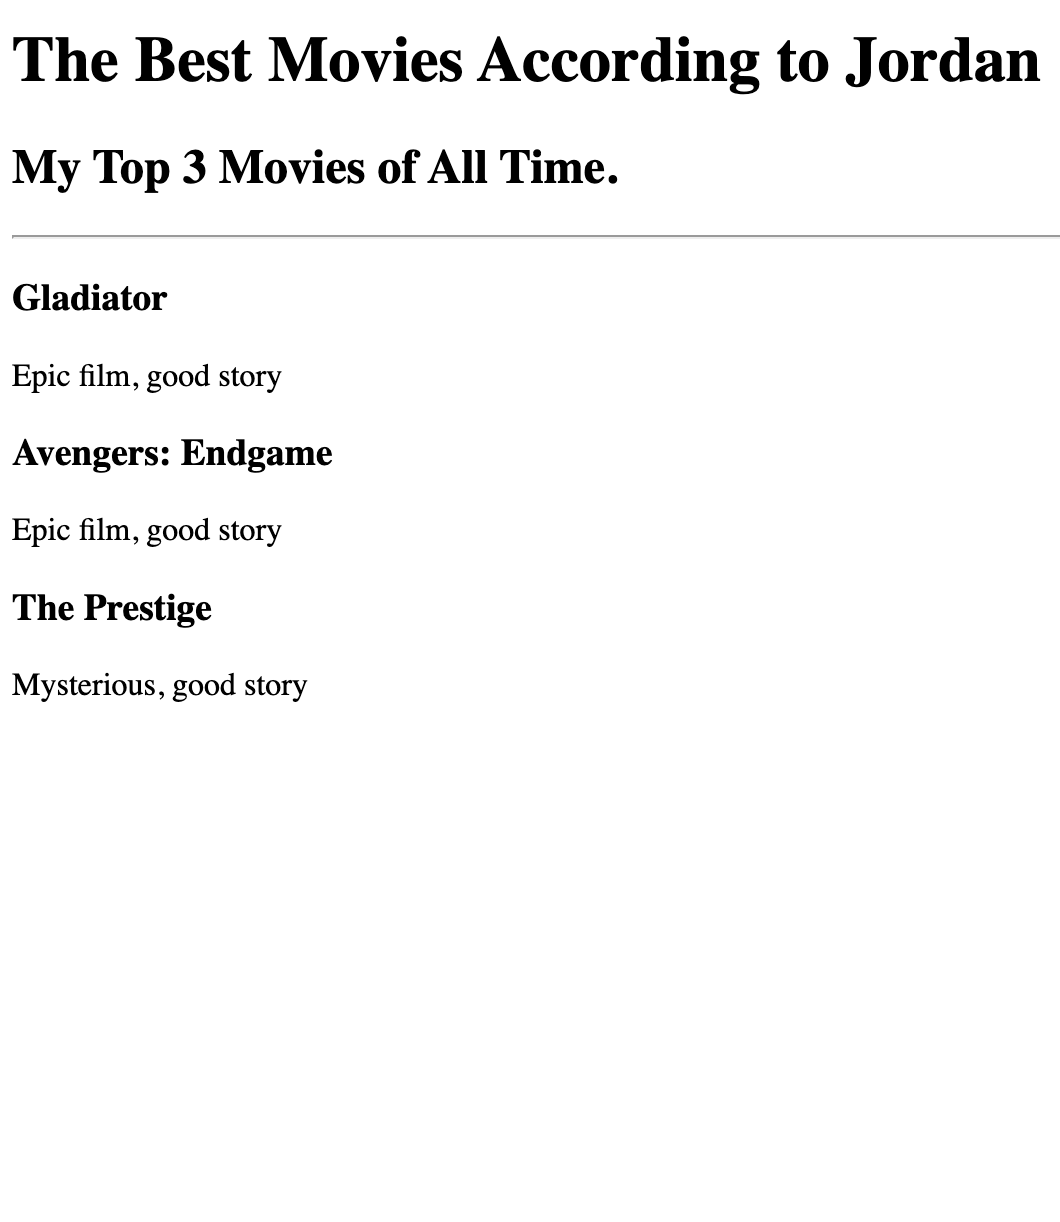 The Best Movies According to Jordan
My Top 3 Movies of All Time.
Gladiator
Epic film, good story
Avengers: Endgame
Epic film, good story
The Prestige
Mysterious, good story